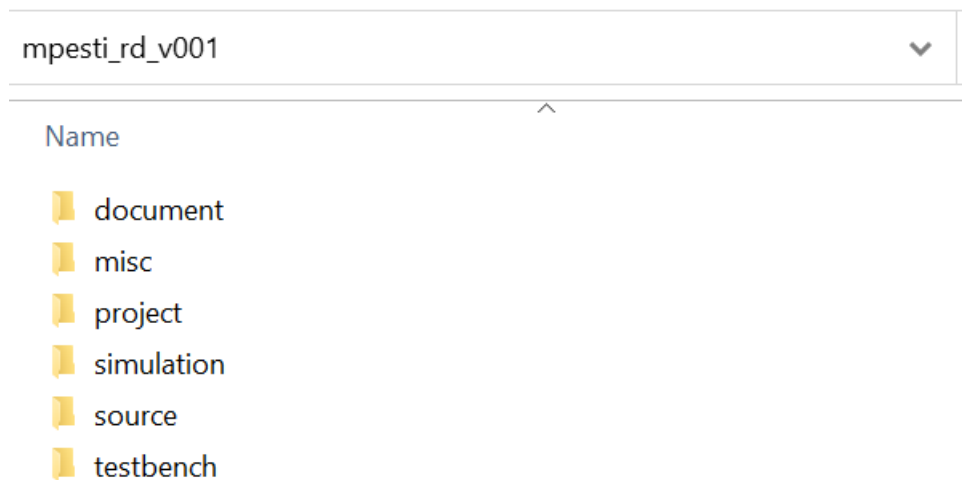 mpesti_rd_v001
Name
document
misc
project
simulation
source
testbench